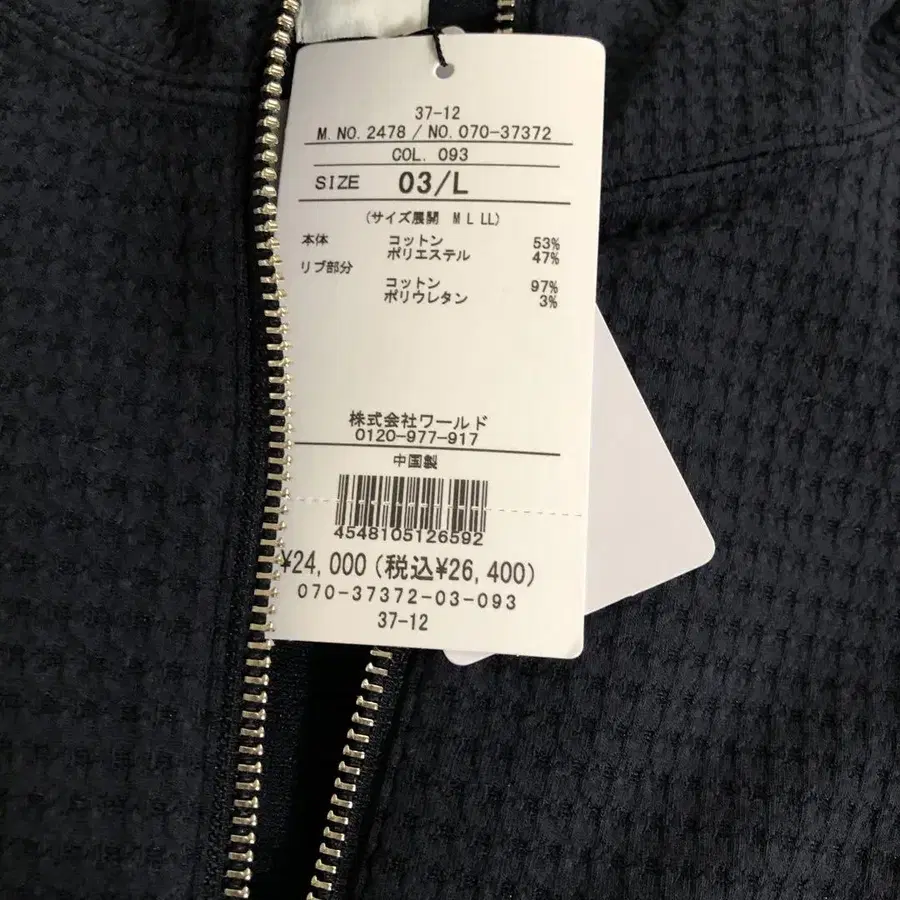 37-12
M. NO. 2478 / NO. 070-37372
COL. 093
SIZE 03/L
(サイズ展開 M L LL)
本体 コットン 53%
ポリエステル 47%
リブ部分
コットン 97%
ポリウレタン 3%
株式会社ワールド
0120-977-917
中国製
4548105126592
¥24,000(税込¥26,400)
070-37372-03-093
37-12